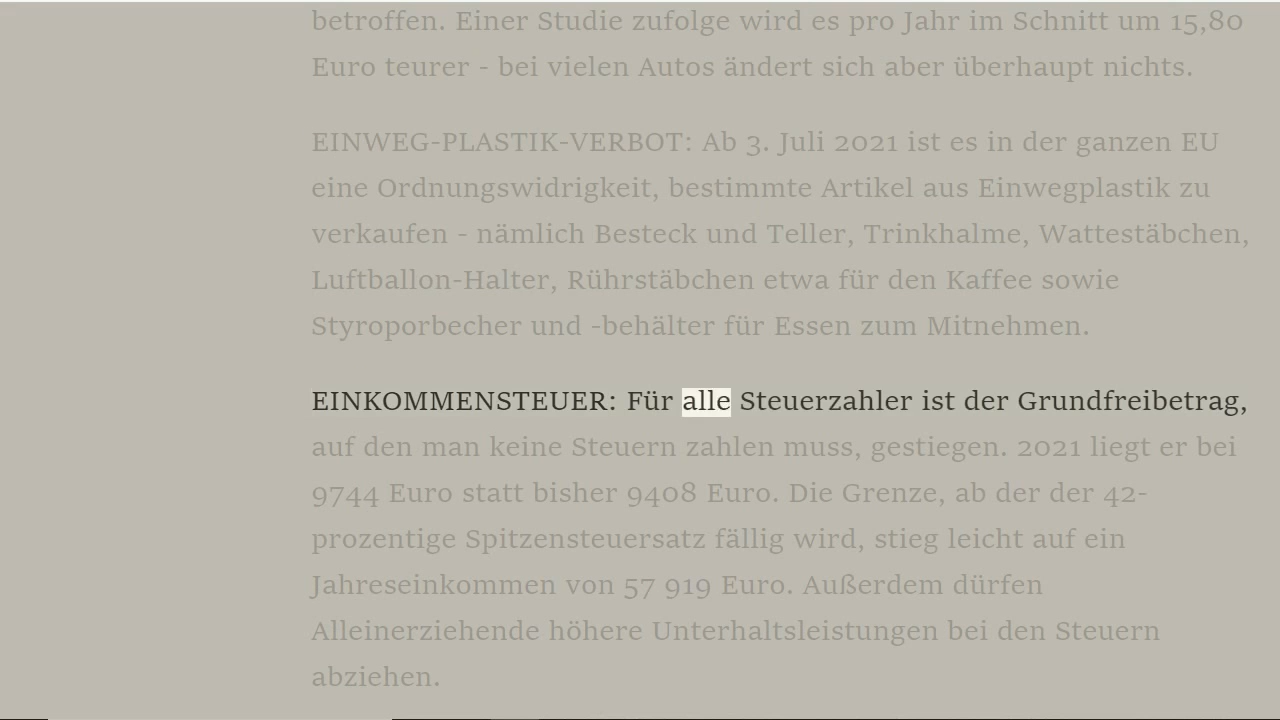 betroffen. Einer Studie zufolge wird es pro Jahr im Schnitt um 15,80
Euro teurer - bei vielen Autos ändert sich aber überhaupt nichts.
EINWEG-PLASTIK-VERBOT: Ab 3. Juli 2021 ist es in der ganzen EU
eine Ordnungswidrigkeit, bestimmte Artikel aus Einwegplastik zu
verkaufen - nämlich Besteck und Teller, Trinkhalme, Wattestäbchen,
Luftballon-Halter, Rührstäbchen etwa für den Kaffee sowie
Styroporbecher und -behälter für Essen zum Mitnehmen.
EINKOMMENSTEUER: Für alle Steuerzahler ist der Grundfreibetrag,
auf den man keine Steuern zahlen muss, gestiegen. 2021 liegt er bei
9744 Euro statt bisher 9408 Euro. Die Grenze, ab der der 42-
prozentige Spitzensteuersatz fällig wird, stieg leicht auf ein
Jahreseinkommen von 57 919 Euro. Außerdem dürfen
Alleinerziehende höhere Unterhaltsleistungen bei den Steuern
abziehen.